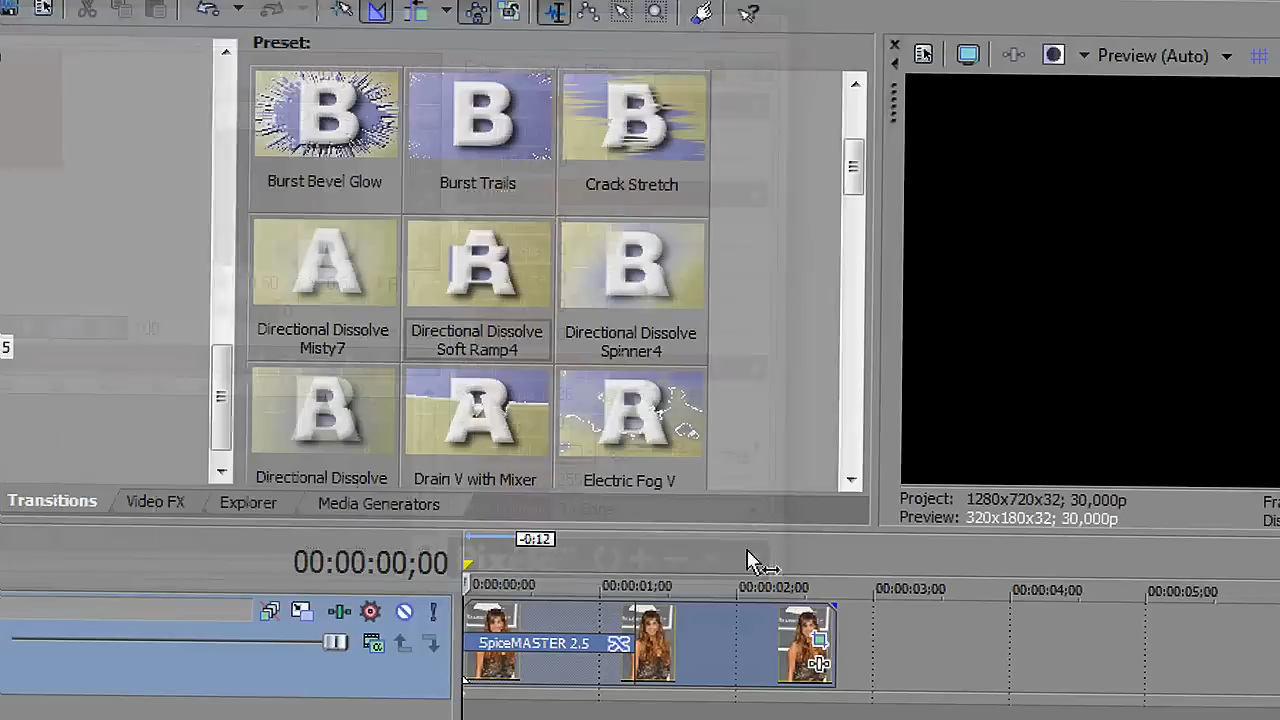 Preset:
Preview (Auto)
Burst Bevel Glow
Burst Trails
Crack Stretch
Directional Dissolve
Misty7
Directional Dissolve
Soft Ramp4
Directional Dissolve
Spinner4
5
Directional Dissolve
Drain V with Mixer
Electric Fog V
Transitions
Video FX
Explorer
Media Generators
Project: 1280x720x32; 30,000p
Preview: 320x180x32; 30,000p
Fra
Dis
-0;12
00:00:00;00
0:00:00;00
00:00:01;00
00:00:02;00
00:00:03;00
00:00:04;00
00:00:05;00
SpiceMASTER 2.5